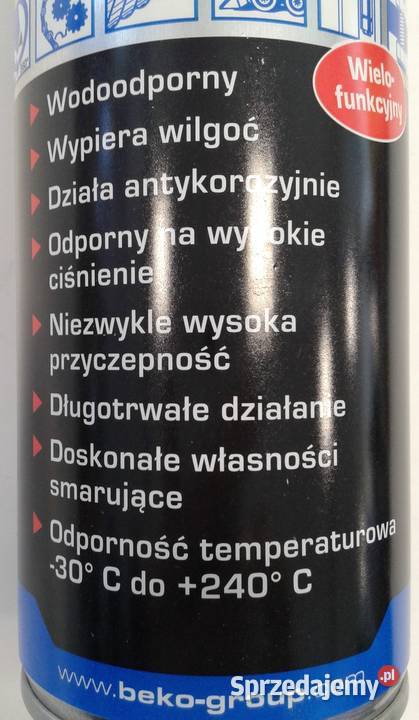 Wielo-
funkcyjny
Wodoodporny
Wypiera wilgoć
Działa antykorozyjnie
Odporny na wysokie
ciśnienie
Niezwykle wysoka
przyczepność
Długotrwałe działanie
Doskonałe własności
smarujące
Odporność temperaturowa
-30° C do +240° C
www.beko-group.com
Sprzedajemy.pl